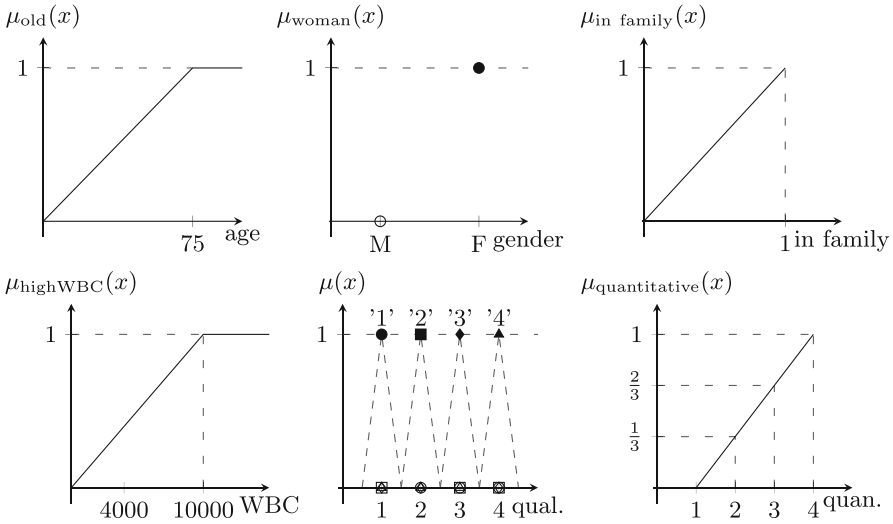 μ_old(x)
1
75
age
μ_woman(x)
1
M
F
gender
μ_in family(x)
1
1
in family
μ_highWBC(x)
1
4000
10000
WBC
μ(x)
'1' '2' '3' '4'
1
1 2 3 4
qual.
μ_quantitative(x)
1
2/3
1/3
1 2 3 4
quan.